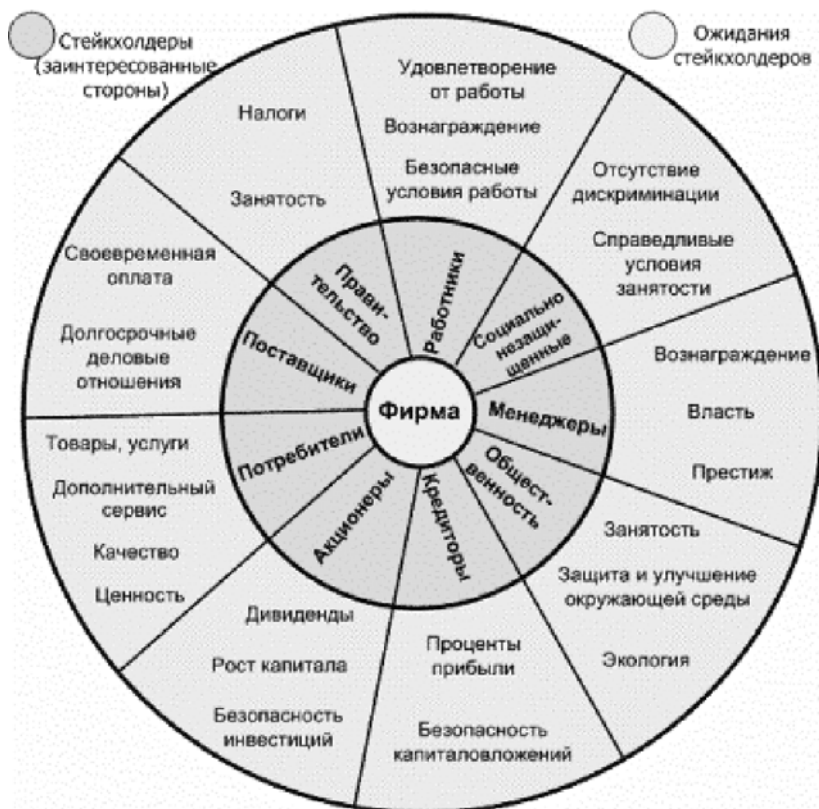 Стейкхолдеры
(заинтересованные
стороны)
Ожидания
стейкхолдеров
Налоги
Занятость
Удовлетворение
от работы
Вознаграждение
Безопасные
условия работы
Отсутствие
дискриминации
Справедливые
условия
занятости
Вознаграждение
Власть
Престиж
Занятость
Защита и улучшение
окружающей среды
Экология
Проценты
прибыли
Безопасность
капиталовложений
Дивиденды
Рост капитала
Безопасность
инвестиций
Товары, услуги
Дополнительный
сервис
Качество
Ценность
Своевременная
оплата
Долгосрочные
деловые
отношения
Прави-
тельство
Работники
Социально
незащи-
щенные
Менеджеры
Общест-
венность
Кредиторы
Акционеры
Потребители
Поставщики
Фирма